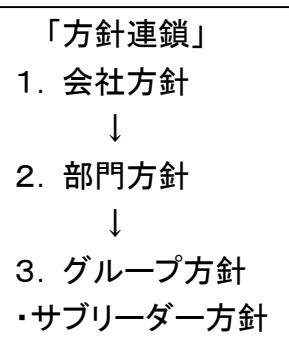 「方針連鎖」
１．会社方針
↓
２．部門方針
↓
３．グループ方針
・サブリーダー方針